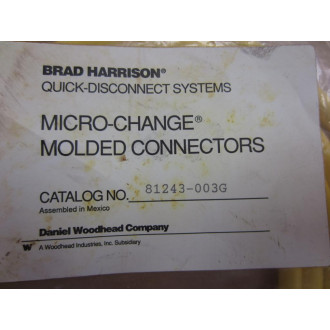 BRAD HARRISON®
QUICK-DISCONNECT SYSTEMS
MICRO-CHANGE®
MOLDED CONNECTORS
CATALOG NO. 81243-003G
Assembled in Mexico
Daniel Woodhead Company
W A Woodhead Industries, Inc. Subsidiary